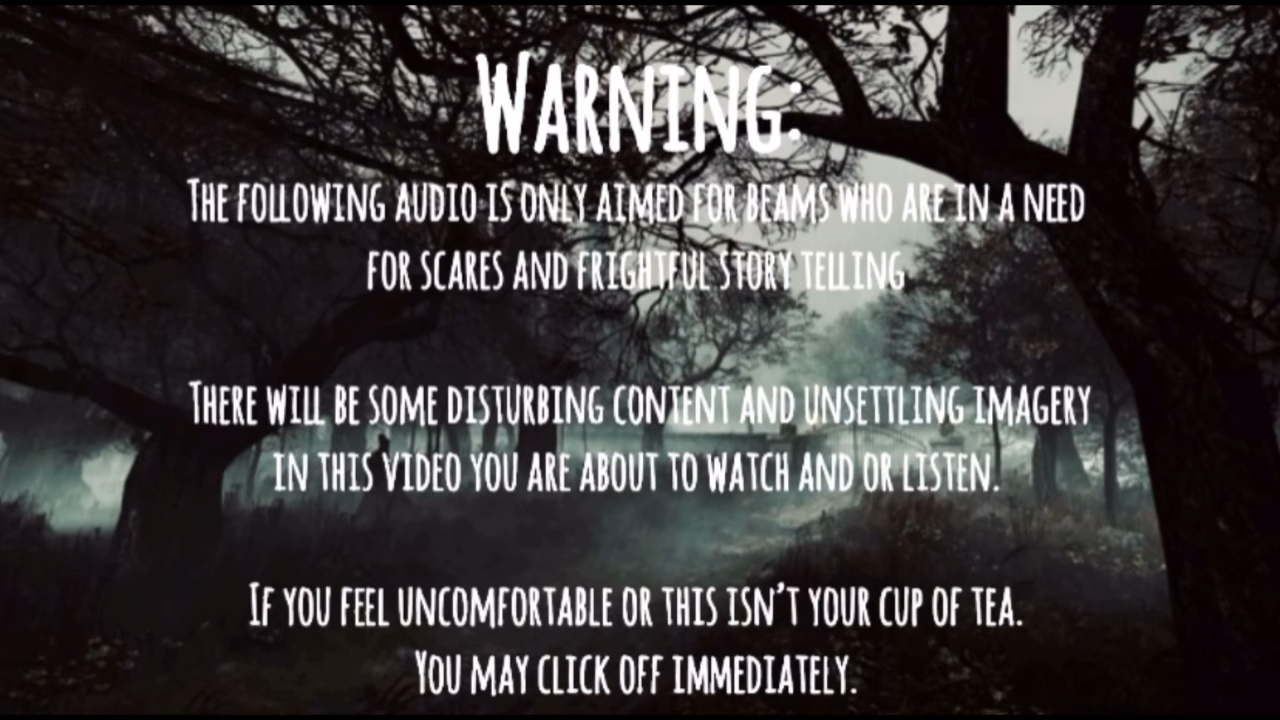 Warning:
The following audio is only aimed for beams who are in a need
for scares and frightful story telling
There will be some disturbing content and unsettling imagery
in this video you are about to watch and or listen.
If you feel uncomfortable or this isn't your cup of tea.
You may click off immediately.